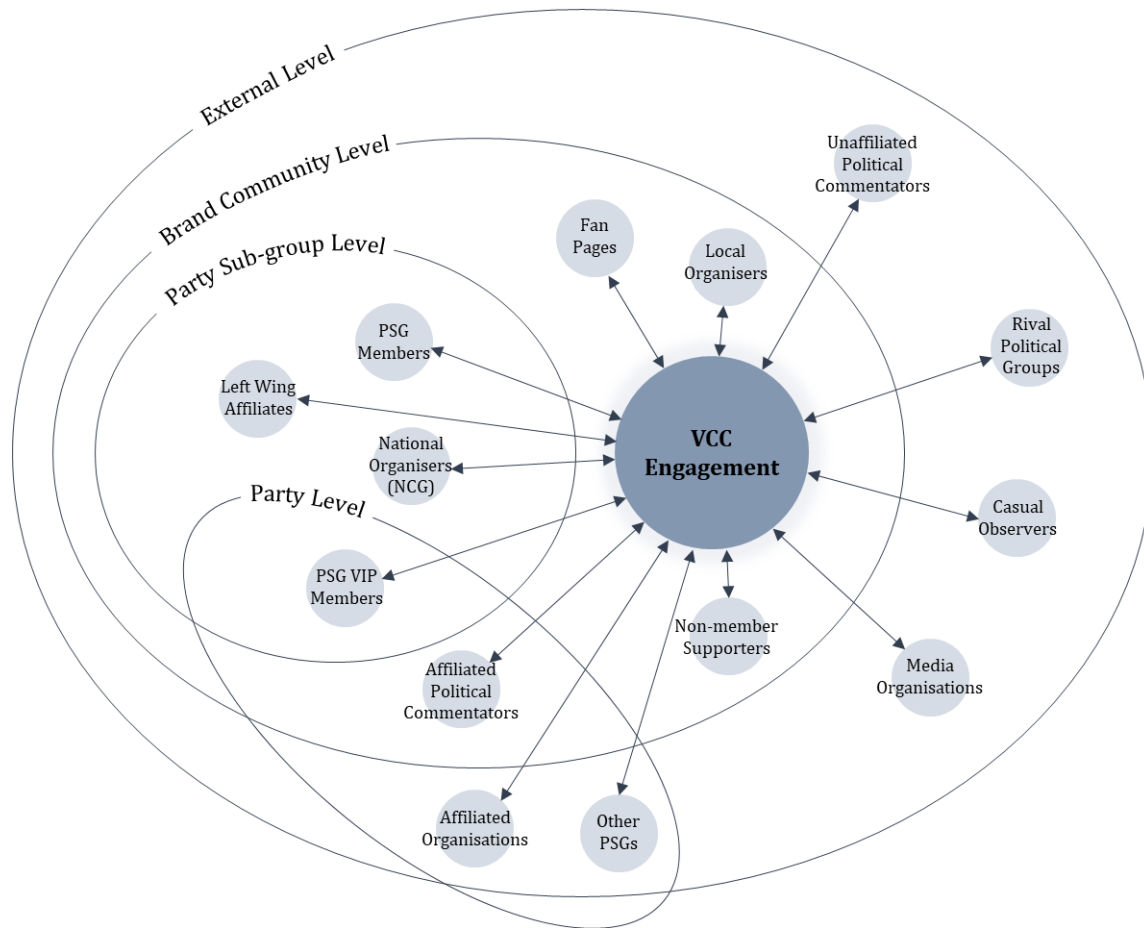 External Level
Brand Community Level
Party Sub-group Level
Unaffiliated
Political
Commentators
Fan
Pages
Local
Organisers
PSG
Members
Rival
Political
Groups
Left Wing
Affiliates
VCC
Engagement
National
Organisers
(NCG)
Party Level
Casual
Observers
PSG VIP
Members
Non-member
Supporters
Affiliated
Political
Commentators
Media
Organisations
Affiliated
Organisations
Other
PSGs